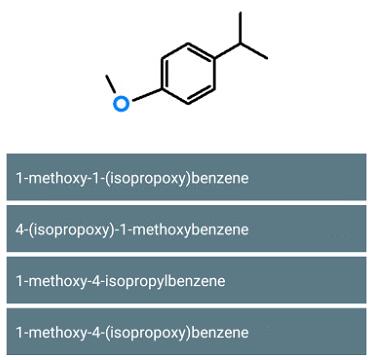 O
1-methoxy-1-(isopropoxy)benzene
4-(isopropoxy)-1-methoxybenzene
1-methoxy-4-isopropylbenzene
1-methoxy-4-(isopropoxy)benzene